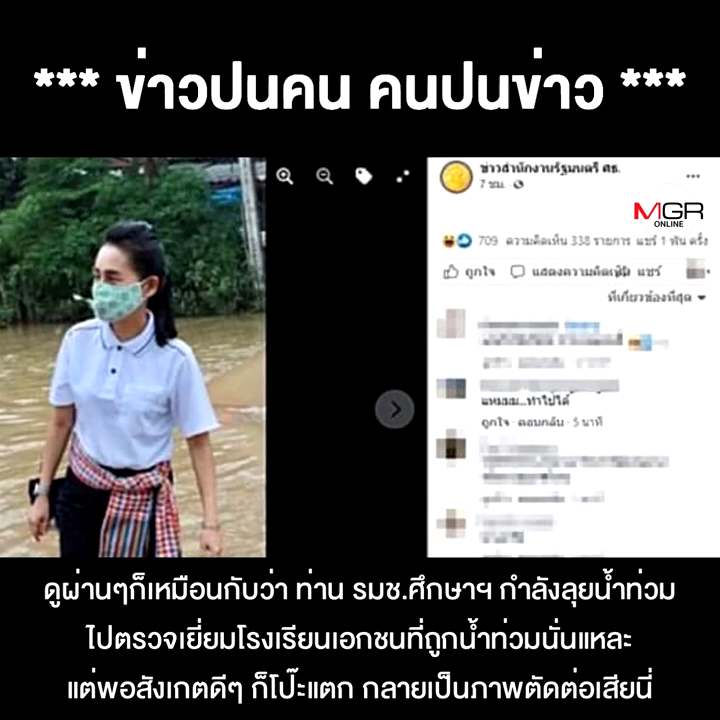 *** ข่าวปนคน คนปนข่าว ***
ข่าวสำนักงานรัฐมนตรี ศธ.
7 ชม.
MGR
ONLINE
709 ความคิดเห็น 338 รายการ แชร์ 1 พัน ครั้ง
ถูกใจ แสดงความคิดเห็น แชร์
ที่เกี่ยวข้องที่สุด
แหมมม...ทำไปได้
ถูกใจ · ตอบกลับ · 5 นาที
ดูผ่านๆก็เหมือนกับว่า ท่าน รมช.ศึกษาฯ กำลังลุยน้ำท่วม
ไปตรวจเยี่ยมโรงเรียนเอกชนที่ถูกน้ำท่วมนั่นแหละ
แต่พอสังเกตดีๆ ก็โป๊ะแตก กลายเป็นภาพตัดต่อเสียนี่